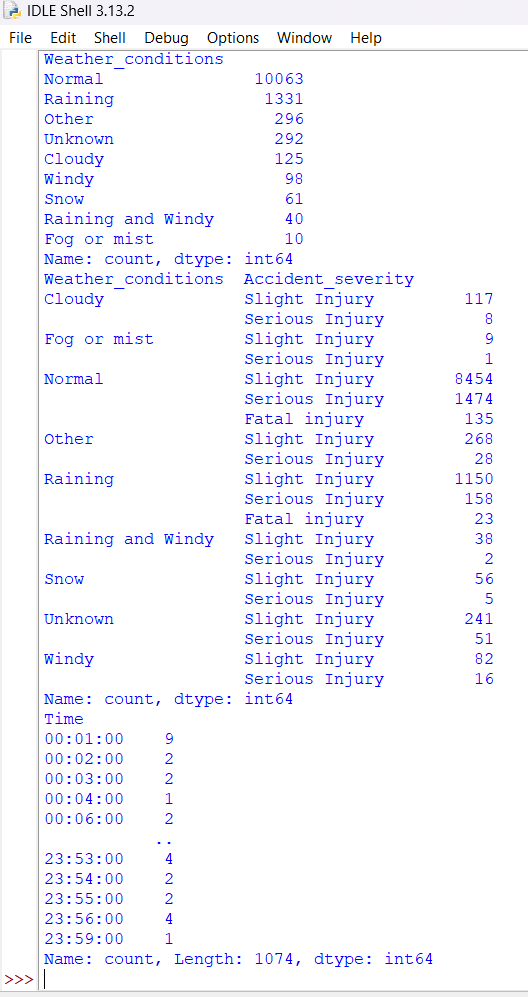 IDLE Shell 3.13.2
File Edit Shell Debug Options Window Help
Weather_conditions
Normal               10063
Raining               1331
Other                  296
Unknown                292
Cloudy                 125
Windy                   98
Snow                    61
Raining and Windy       40
Fog or mist             10
Name: count, dtype: int64
Weather_conditions  Accident_severity
Cloudy              Slight Injury         117
                    Serious Injury          8
Fog or mist         Slight Injury           9
                    Serious Injury          1
Normal              Slight Injury        8454
                    Serious Injury       1474
                    Fatal injury          135
Other               Slight Injury         268
                    Serious Injury         28
Raining             Slight Injury        1150
                    Serious Injury        158
                    Fatal injury           23
Raining and Windy   Slight Injury          38
                    Serious Injury          2
Snow                Slight Injury          56
                    Serious Injury          5
Unknown             Slight Injury         241
                    Serious Injury         51
Windy               Slight Injury          82
                    Serious Injury         16
Name: count, dtype: int64
Time
00:01:00    9
00:02:00    2
00:03:00    2
00:04:00    1
00:06:00    2
           ..
23:53:00    4
23:54:00    2
23:55:00    2
23:56:00    4
23:59:00    1
Name: count, Length: 1074, dtype: int64
>>>